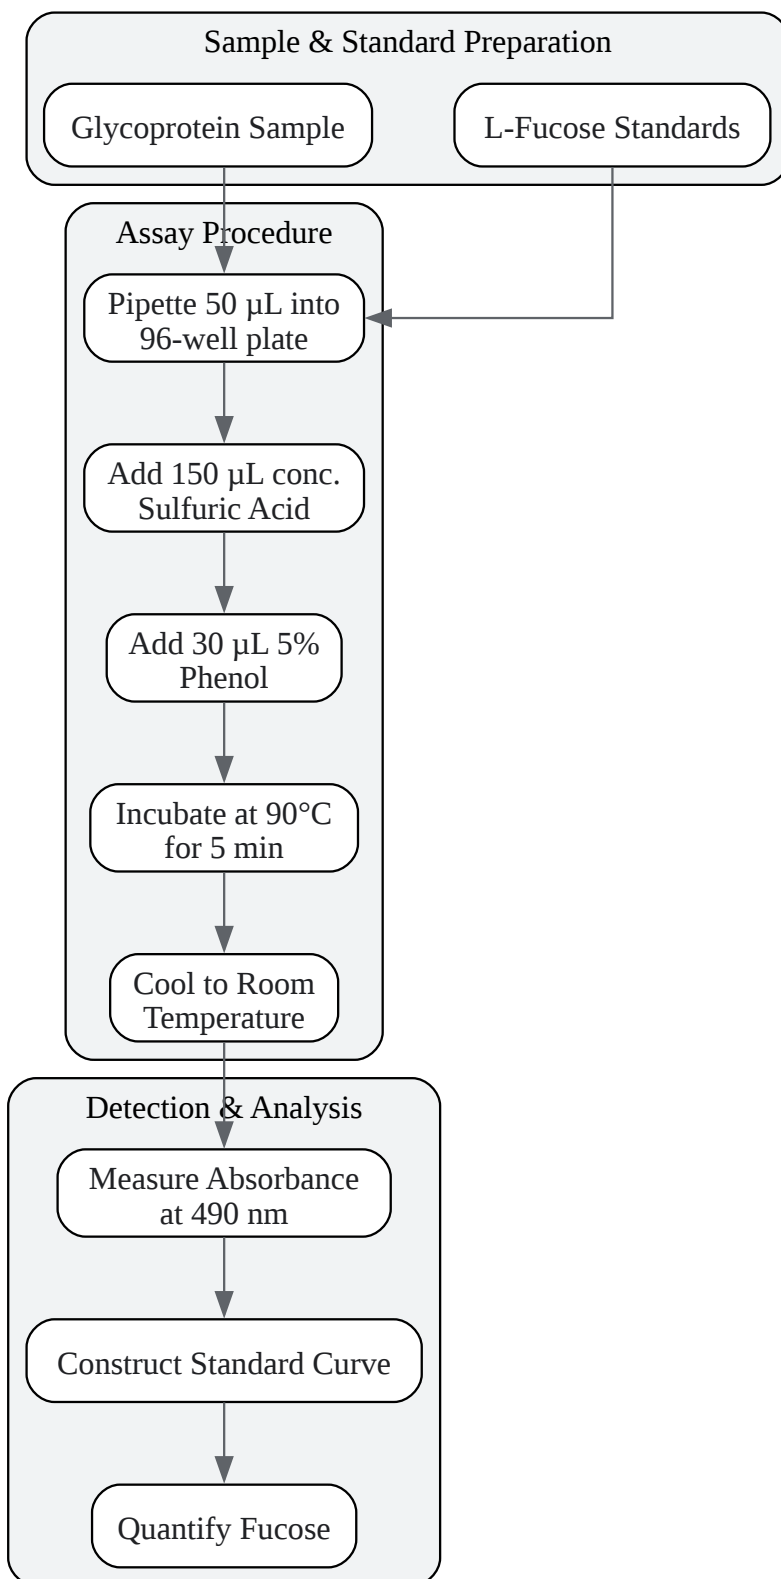 Sample & Standard Preparation
Glycoprotein Sample
L-Fucose Standards
Assay Procedure
Pipette 50 µL into
96-well plate
Add 150 µL conc.
Sulfuric Acid
Add 30 µL 5%
Phenol
Incubate at 90°C
for 5 min
Cool to Room
Temperature
Detection & Analysis
Measure Absorbance
at 490 nm
Construct Standard Curve
Quantify Fucose